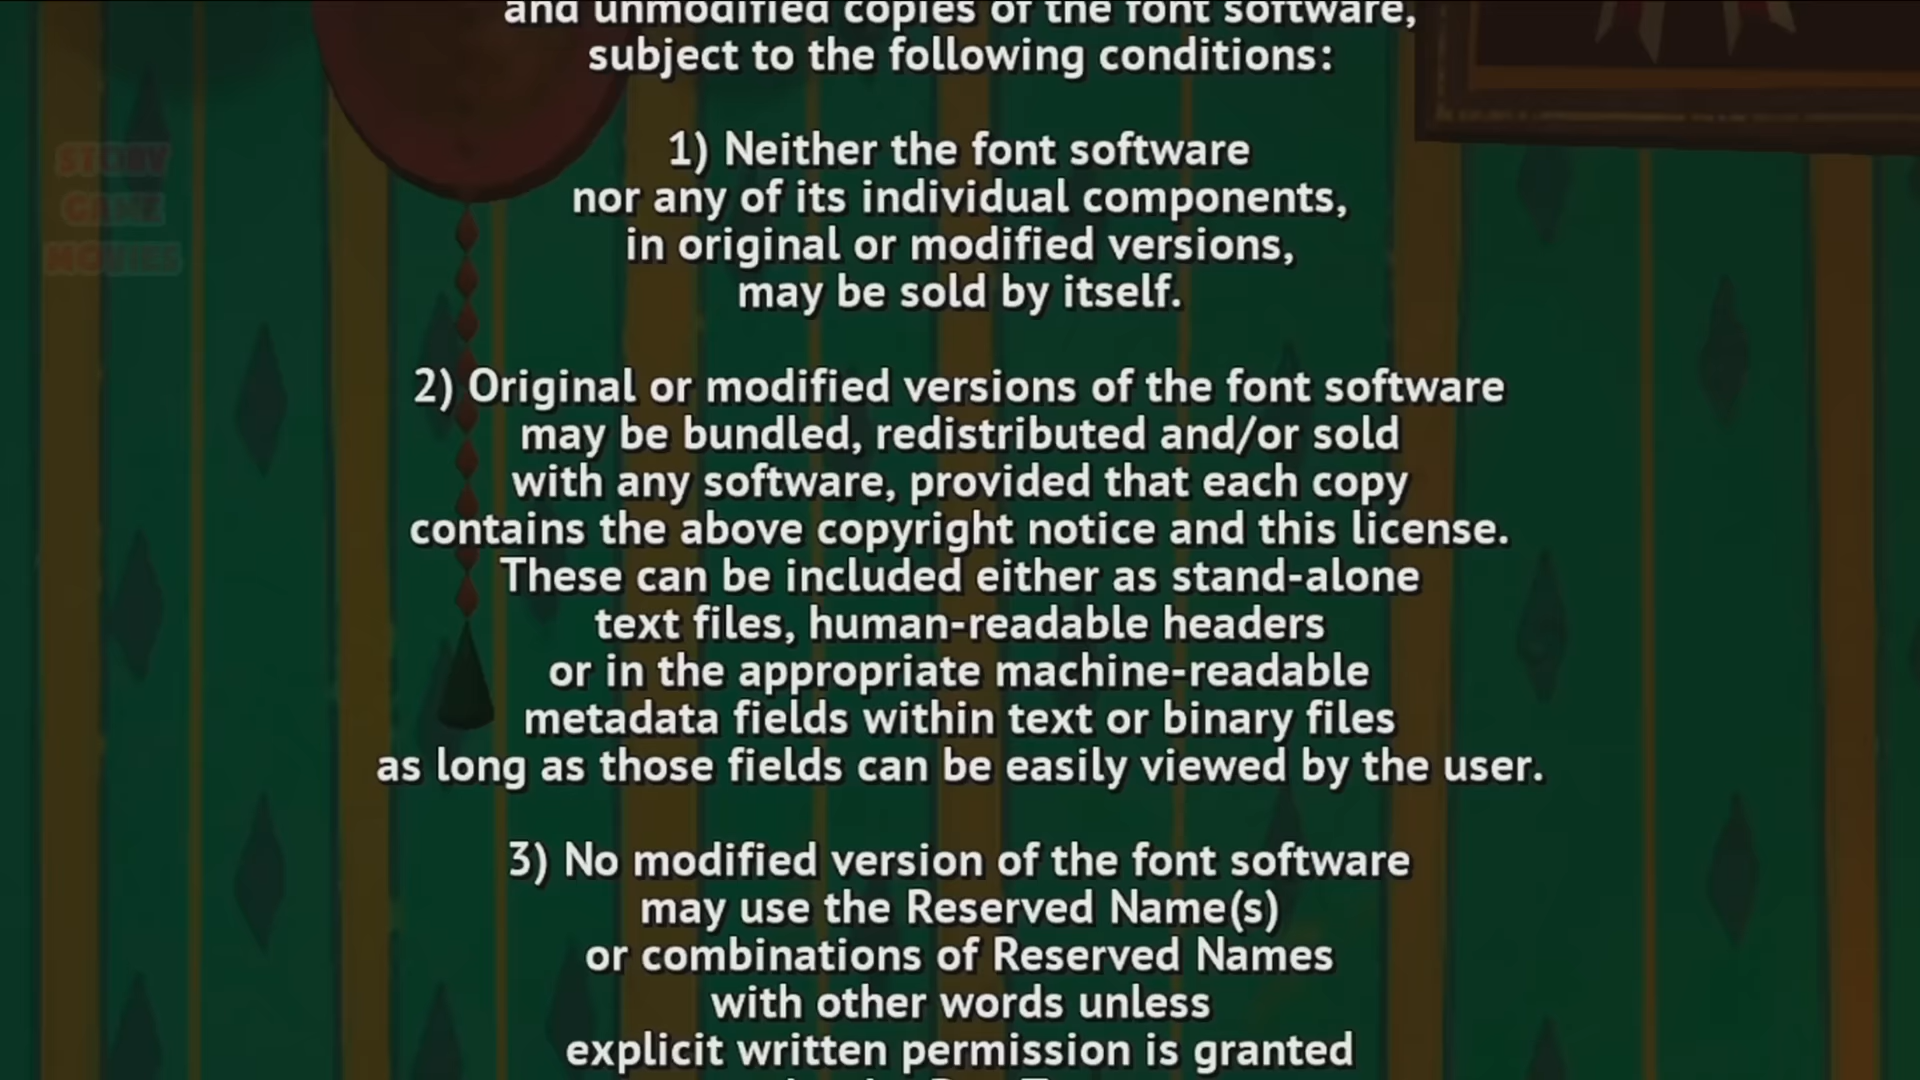 and unmodified copies of the font software,
subject to the following conditions:
1) Neither the font software
nor any of its individual components,
in original or modified versions,
may be sold by itself.
2) Original or modified versions of the font software
may be bundled, redistributed and/or sold
with any software, provided that each copy
contains the above copyright notice and this license.
These can be included either as stand-alone
text files, human-readable headers
or in the appropriate machine-readable
metadata fields within text or binary files
as long as those fields can be easily viewed by the user.
3) No modified version of the font software
may use the Reserved Name(s)
or combinations of Reserved Names
with other words unless
explicit written permission is granted
STORY
GAME
MOVIES